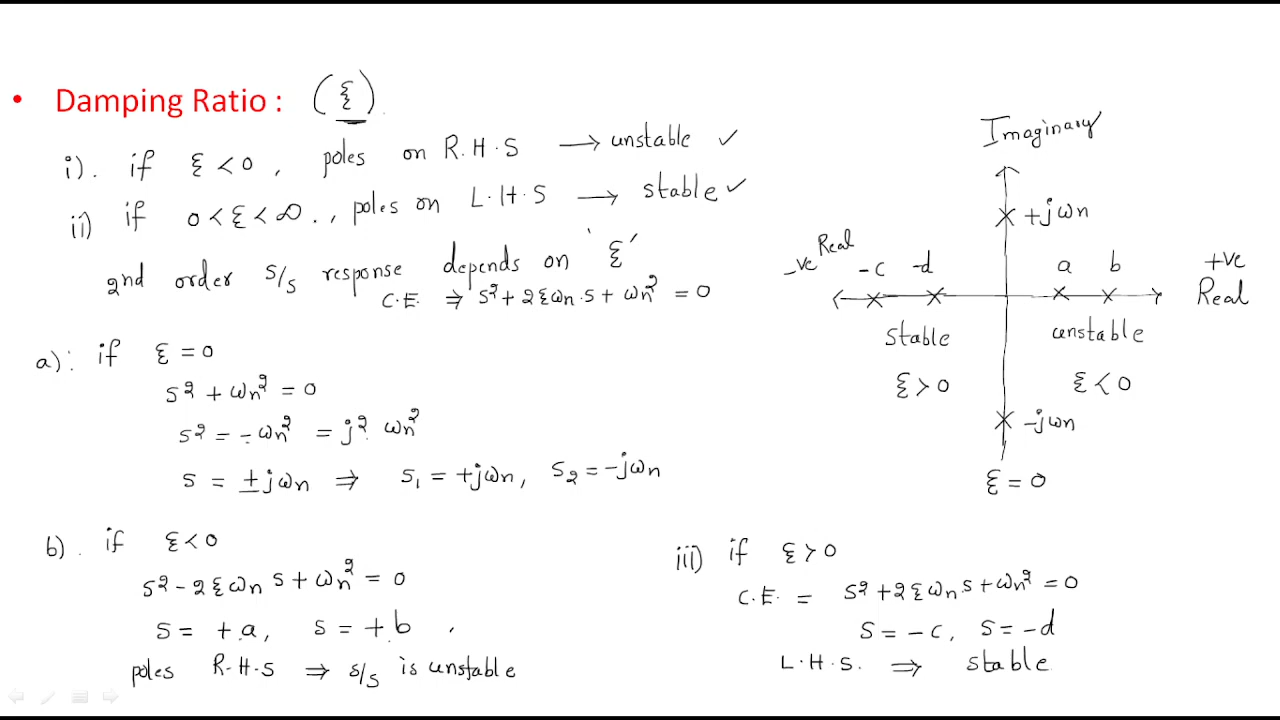 • Damping Ratio : (ξ)
i). if ξ < 0, poles on R.H.S → unstable ✓
ii) if 0 < ξ < ∞., poles on L.H.S → stable ✓
2nd order s/s response depends on 'ξ'
C.E. ⇒ s² + 2ξωn.s + ωn² = 0
a): if ξ = 0
s² + ωn² = 0
s² = -ωn² = j² ωn²
s = ±jωn ⇒ s₁ = +jωn, s₂ = -jωn
b). if ξ < 0
s² - 2ξωn s + ωn² = 0
s = +a, s = +b
poles R.H.S ⇒ s/s is unstable
Imaginary
+jωn
-ve Real
-c -d a b
+ve
Real
stable unstable
ξ > 0 ξ < 0
-jωn
ξ = 0
iii) if ξ > 0
C.E. = s² + 2ξωn.s + ωn² = 0
s = -c, s = -d
L.H.S. ⇒ stable